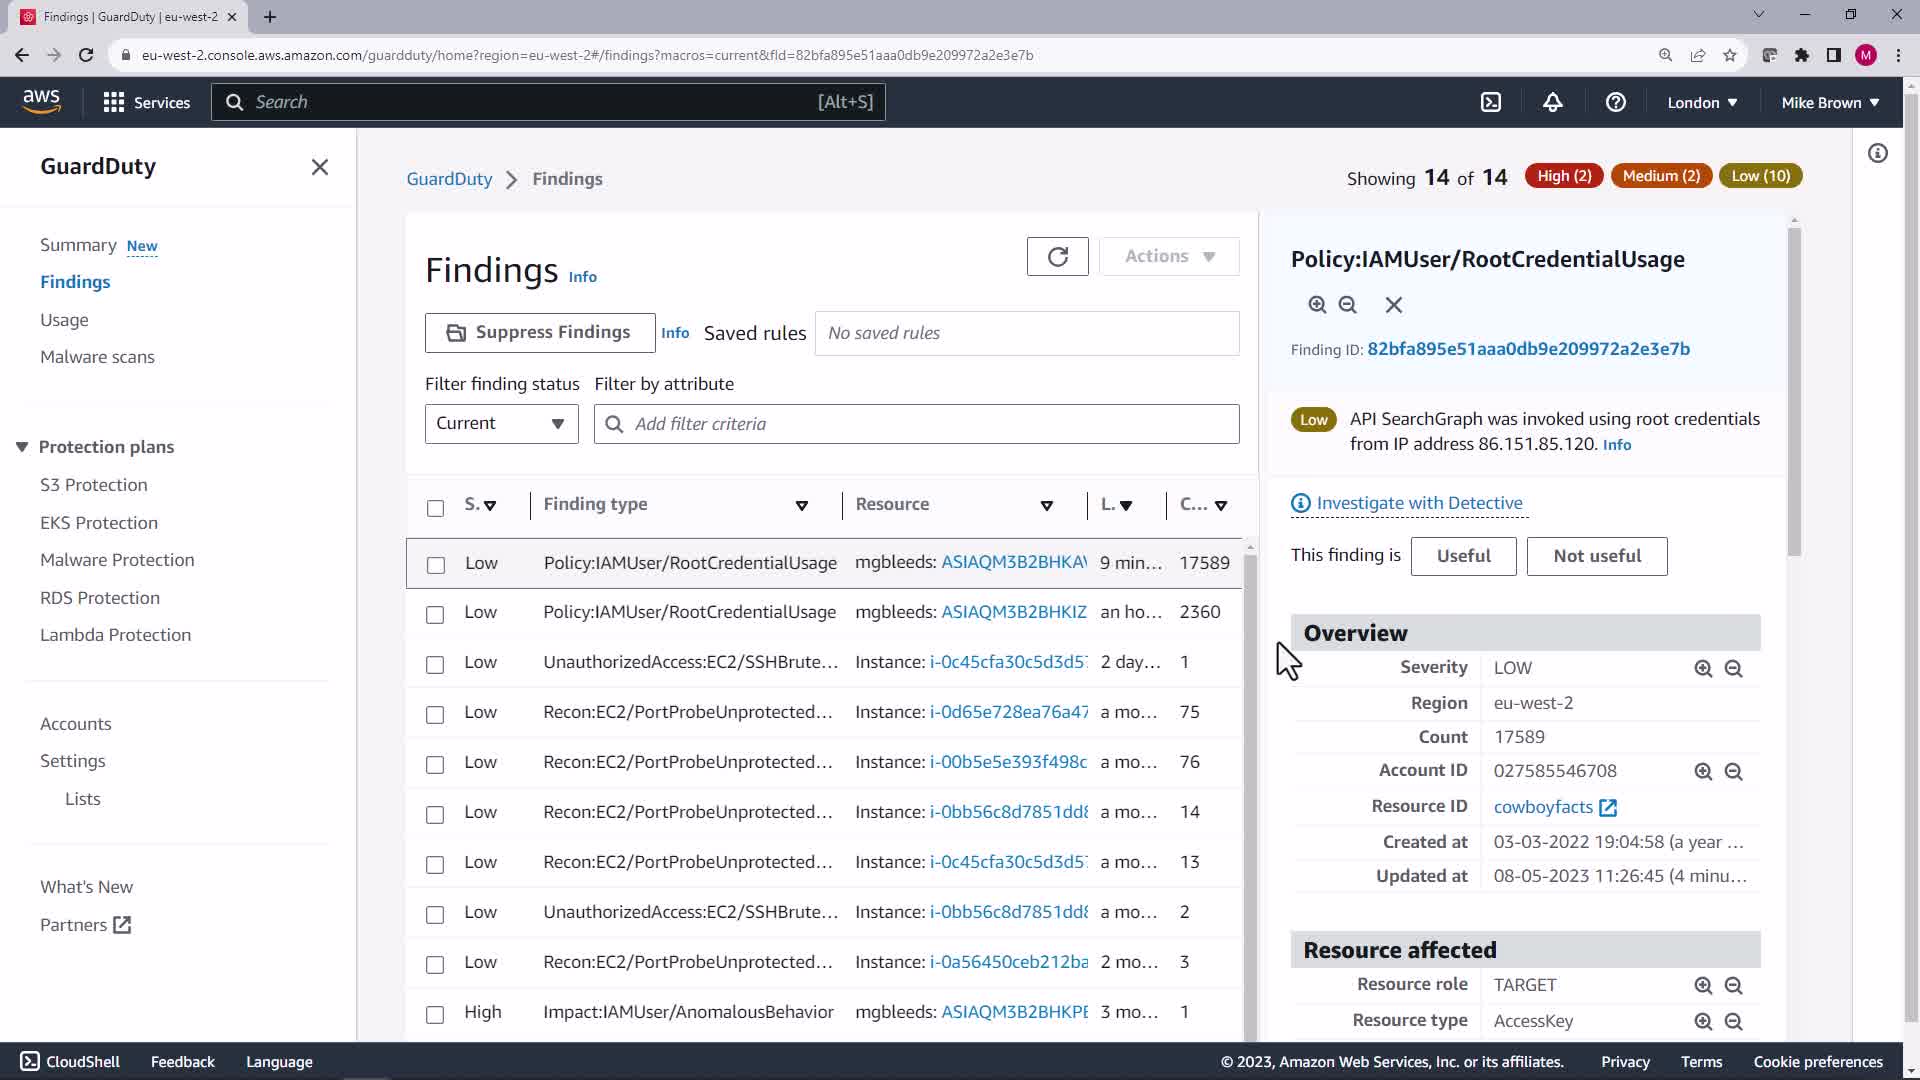 Findings | GuardDuty | eu-west-2
eu-west-2.console.aws.amazon.com/guardduty/home?region=eu-west-2#/findings?macros=current&fId=82bfa895e51aaa0db9e209972a2e3e7b
M
aws
Services
Search
[Alt+S]
London
Mike Brown
GuardDuty
Summary New
Findings
Usage
Malware scans
Protection plans
S3 Protection
EKS Protection
Malware Protection
RDS Protection
Lambda Protection
Accounts
Settings
Lists
What's New
Partners
GuardDuty > Findings
Showing 14 of 14
High (2)
Medium (2)
Low (10)
Findings Info
Actions
Suppress Findings
Info
Saved rules
No saved rules
Filter finding status
Filter by attribute
Current
Add filter criteria
S. Finding type Resource L. C...
Low Policy:IAMUser/RootCredentialUsage mgbleeds: ASIAQM3B2BHKAV 9 min... 17589
Low Policy:IAMUser/RootCredentialUsage mgbleeds: ASIAQM3B2BHKIZ an ho... 2360
Low UnauthorizedAccess:EC2/SSHBrute... Instance: i-0c45cfa30c5d3d5 2 day... 1
Low Recon:EC2/PortProbeUnprotected... Instance: i-0d65e728ea76a47 a mo... 75
Low Recon:EC2/PortProbeUnprotected... Instance: i-00b5e5e393f498c a mo... 76
Low Recon:EC2/PortProbeUnprotected... Instance: i-0bb56c8d7851dd8 a mo... 14
Low Recon:EC2/PortProbeUnprotected... Instance: i-0c45cfa30c5d3d5 a mo... 13
Low UnauthorizedAccess:EC2/SSHBrute... Instance: i-0bb56c8d7851dd8 a mo... 2
Low Recon:EC2/PortProbeUnprotected... Instance: i-0a56450ceb212ba 2 mo... 3
High Impact:IAMUser/AnomalousBehavior mgbleeds: ASIAQM3B2BHKPE 3 mo... 1
Policy:IAMUser/RootCredentialUsage
Finding ID: 82bfa895e51aaa0db9e209972a2e3e7b
Low API SearchGraph was invoked using root credentials
from IP address 86.151.85.120. Info
Investigate with Detective
This finding is Useful Not useful
Overview
Severity LOW
Region eu-west-2
Count 17589
Account ID 027585546708
Resource ID cowboyfacts
Created at 03-03-2022 19:04:58 (a year ...
Updated at 08-05-2023 11:26:45 (4 minu...
Resource affected
Resource role TARGET
Resource type AccessKey
CloudShell
Feedback
Language
© 2023, Amazon Web Services, Inc. or its affiliates.
Privacy
Terms
Cookie preferences